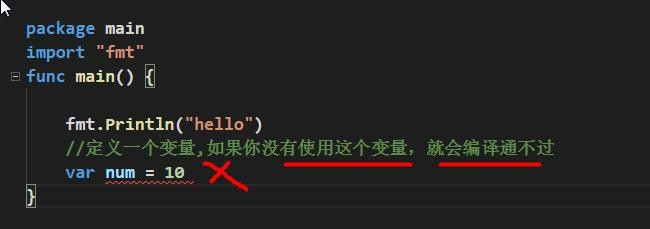 package main
import "fmt"
func main() {
fmt.Println("hello")
//定义一个变量,如果你没有使用这个变量，就会编译通不过
var num = 10
}